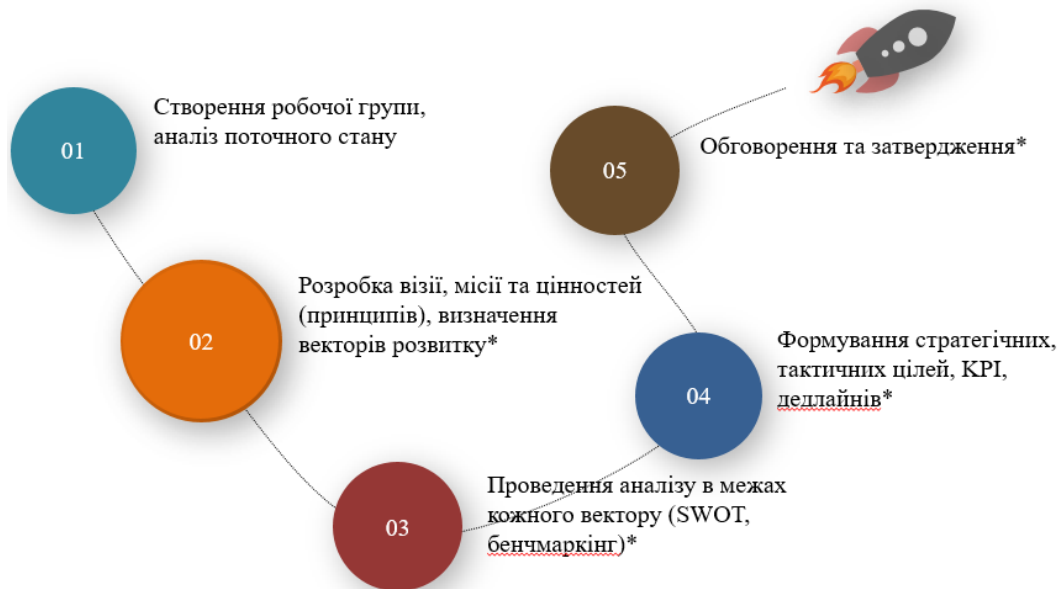 01
Створення робочої групи,
аналіз поточного стану
02
Розробка візії, місії та цінностей
(принципів), визначення
векторів розвитку*
03
Проведення аналізу в межах
кожного вектору (SWOT,
бенчмаркінг)*
04
Формування стратегічних,
тактичних цілей, KPI,
дедлайнів*
05
Обговорення та затвердження*